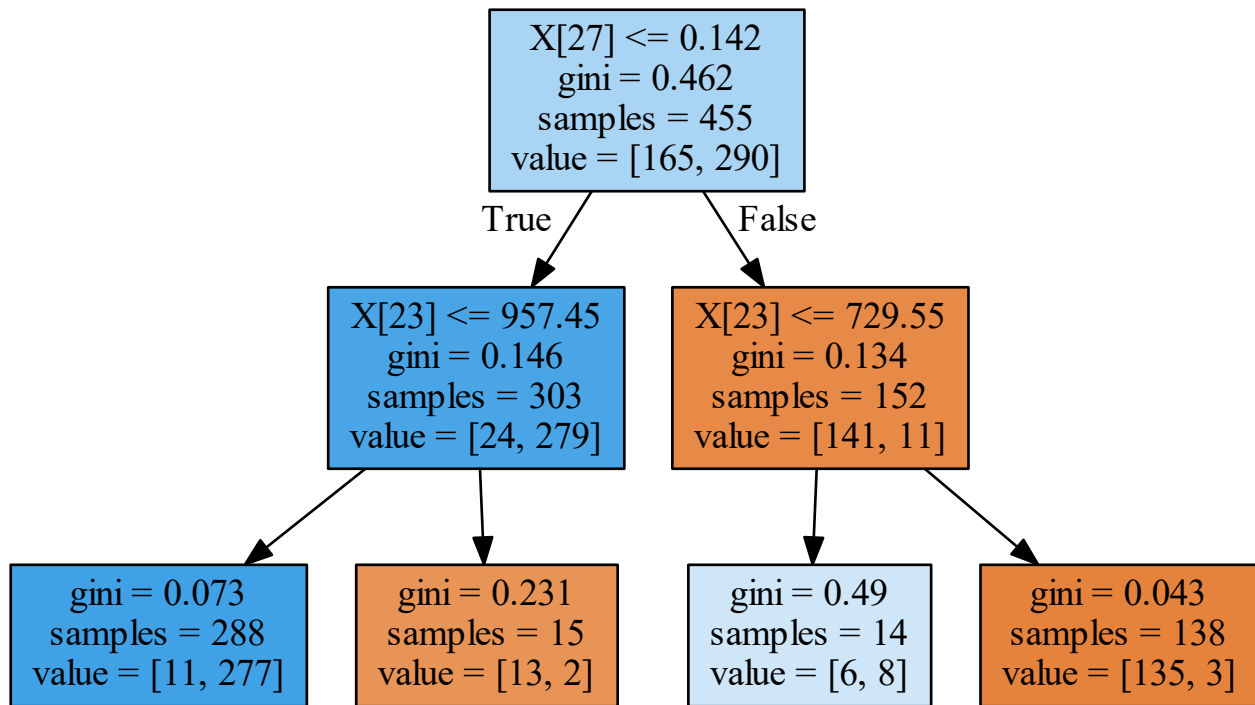 X[27] <= 0.142
gini = 0.462
samples = 455
value = [165, 290]
True
False
X[23] <= 957.45
gini = 0.146
samples = 303
value = [24, 279]
X[23] <= 729.55
gini = 0.134
samples = 152
value = [141, 11]
gini = 0.073
samples = 288
value = [11, 277]
gini = 0.231
samples = 15
value = [13, 2]
gini = 0.49
samples = 14
value = [6, 8]
gini = 0.043
samples = 138
value = [135, 3]